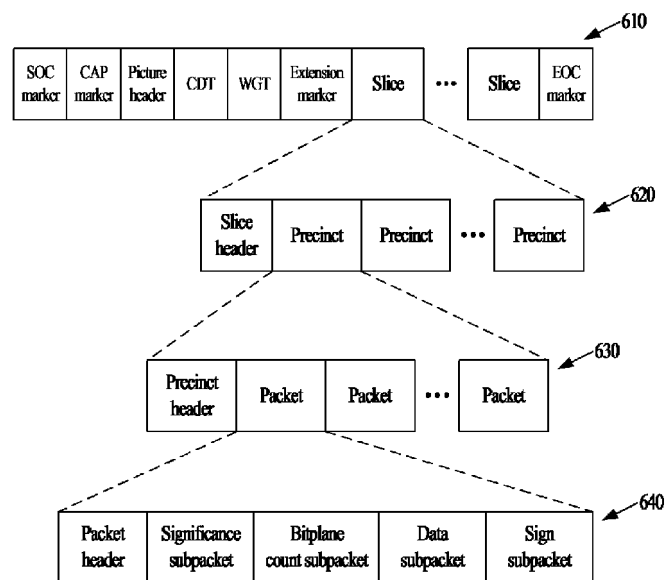 610
SOC marker
CAP marker
Picture header
CDT
WGT
Extension marker
Slice
•••
Slice
EOC marker
620
Slice header
Precinct
Precinct
•••
Precinct
630
Precinct header
Packet
Packet
•••
Packet
640
Packet header
Significance subpacket
Bitplane count subpacket
Data subpacket
Sign subpacket